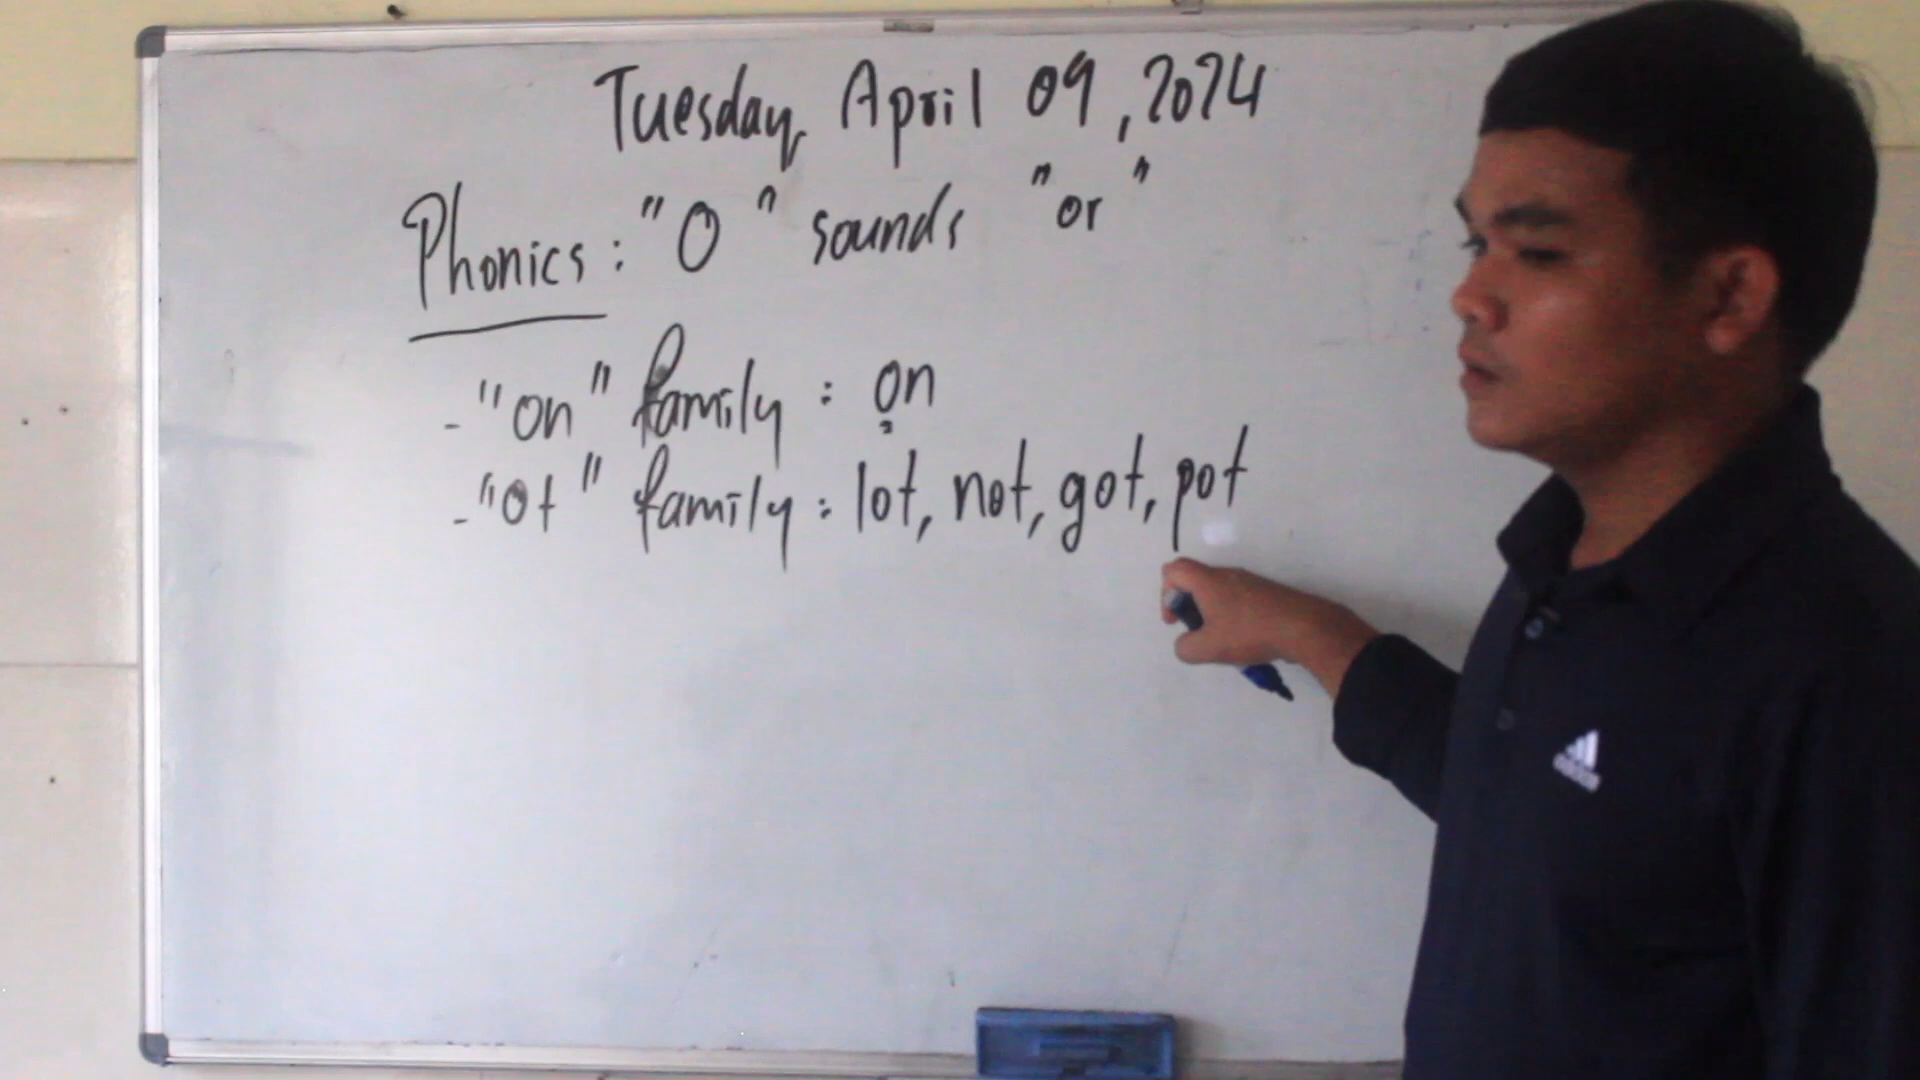 Tuesday, April 09, 2024
Phonics: "O" sounds "or"
- "on" family: on
- "ot" family: lot, not, got, pot